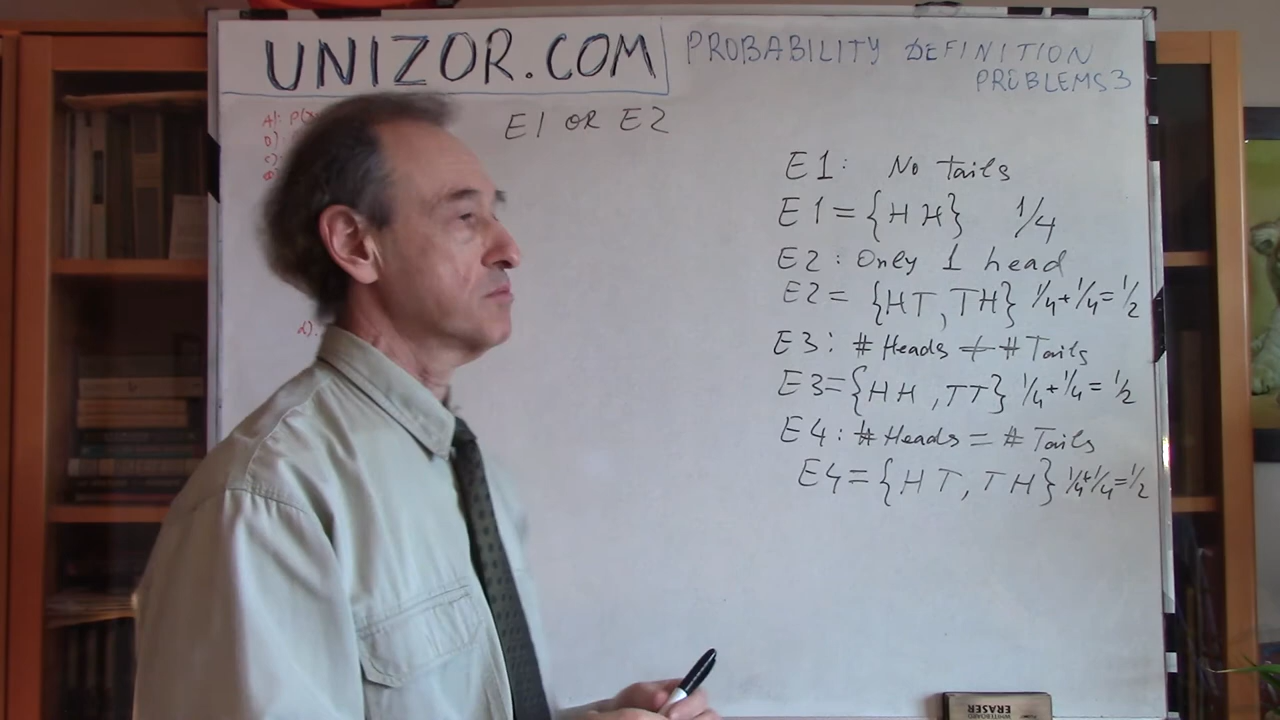 UNIZOR.COM
PROBABILITY DEFINITION
PROBLEMS 3
E1 OR E2
E1: No tails
E1 = {HH} 1/4
E2: Only 1 head
E2 = {HT, TH} 1/4+1/4=1/2
E3: # Heads ≠ # Tails
E3={HH, TT} 1/4+1/4=1/2
E4: # Heads = # Tails
E4={HT, TH} 1/4+1/4=1/2
A): P(
B)
d).
ERASER